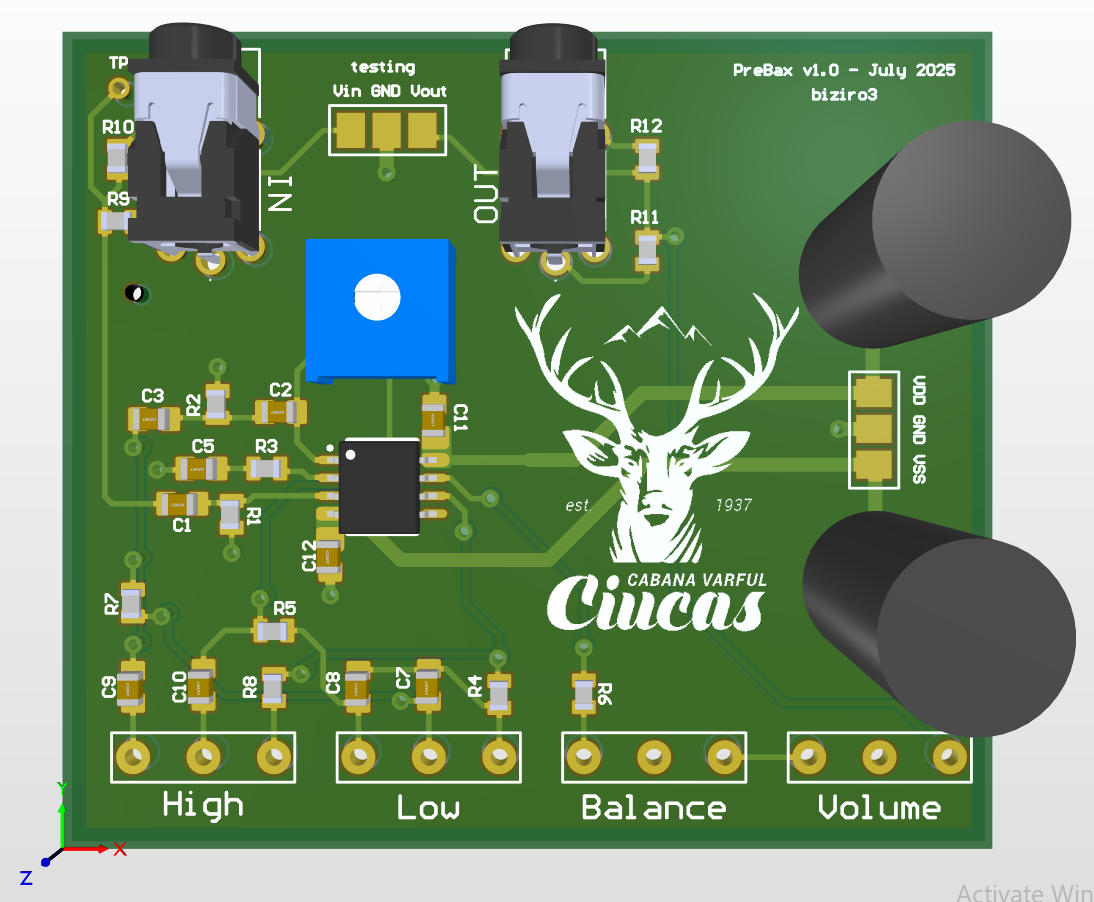 TP
testing
Vin GND Vout
PreBax v1.0 - July 2025
biziro3
R10
R12
R9
IN
OUT
R11
VDD GND VSS
C3
R2
C2
C11
C5
R3
C1
R1
est.
1937
C12
CABANA VARFUL
Ciucas
R7
R5
C9
C10
R8
C8
C7
R4
R6
High
Low
Balance
Volume
Y
X
Z
Activate Win